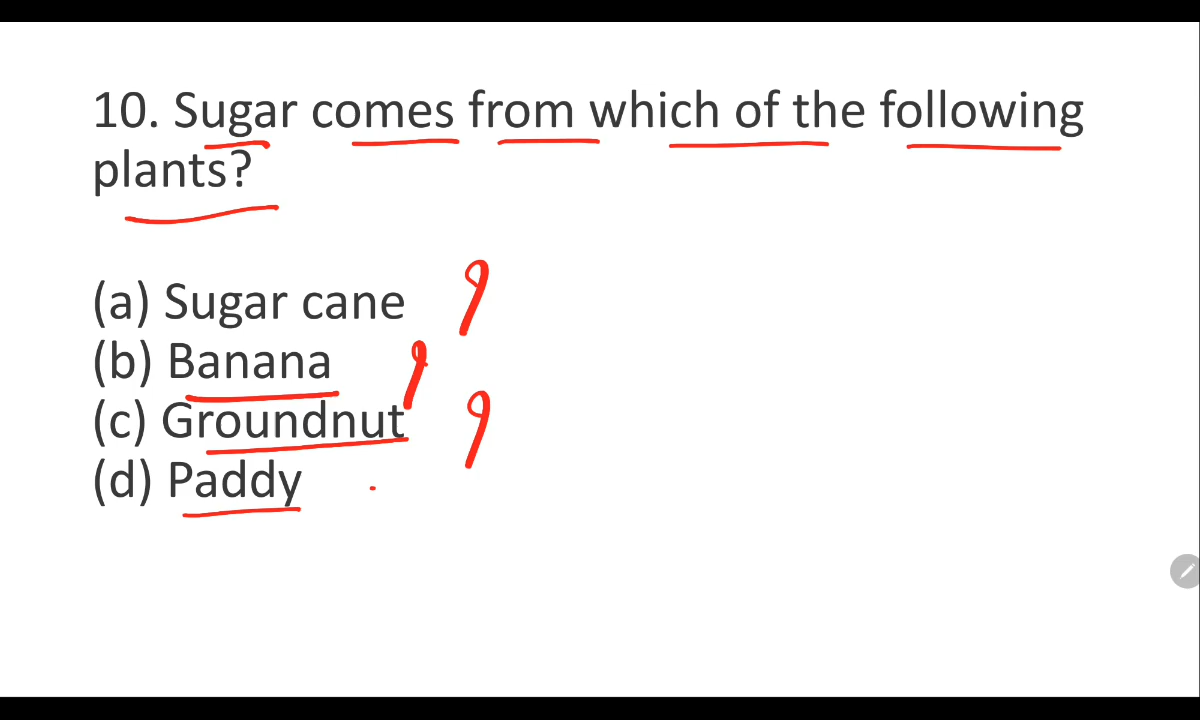 10. Sugar comes from which of the following
plants?
(a) Sugar cane
(b) Banana
(c) Groundnut
(d) Paddy